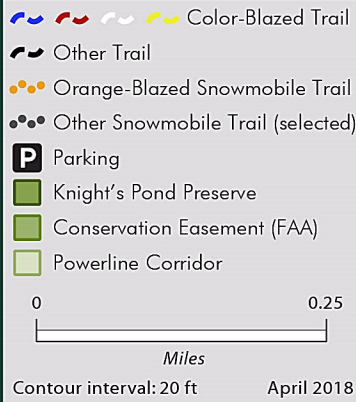 Color-Blazed Trail
Other Trail
Orange-Blazed Snowmobile Trail
Other Snowmobile Trail (selected)
P Parking
Knight's Pond Preserve
Conservation Easement (FAA)
Powerline Corridor
0 0.25
Miles
Contour interval: 20 ft April 2018